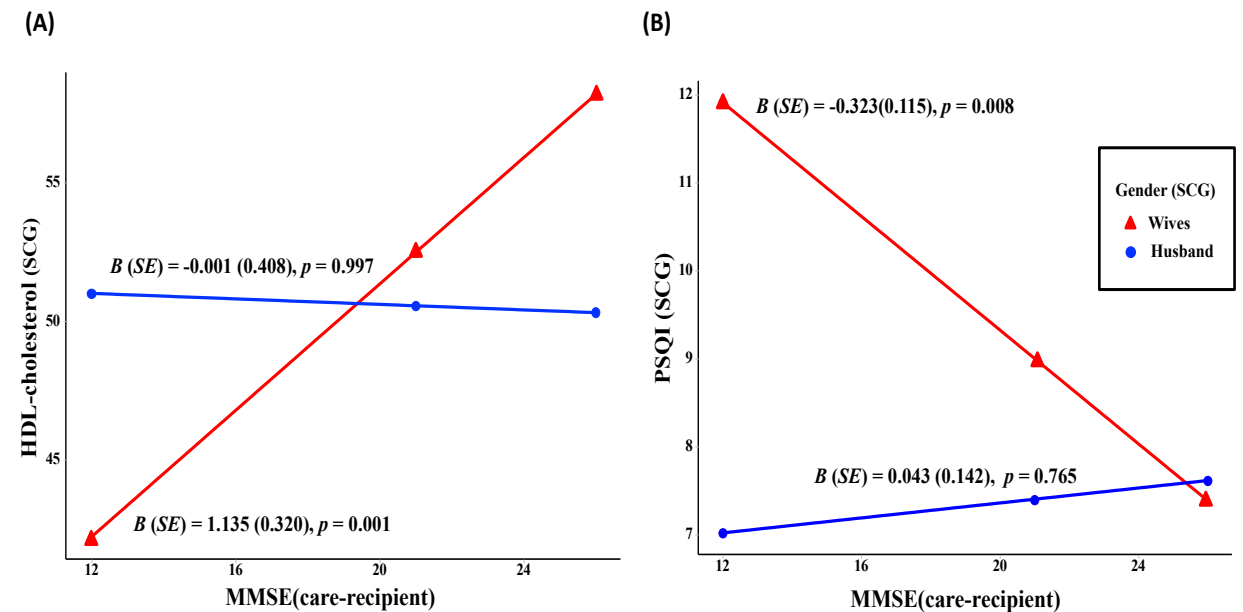 (A)
HDL-cholesterol (SCG)
55
50
45
B (SE) = -0.001 (0.408), p = 0.997
B (SE) = 1.135 (0.320), p = 0.001
12
16
20
24
MMSE(care-recipient)
(B)
PSQI (SCG)
12
11
10
9
8
7
B (SE) = -0.323(0.115), p = 0.008
B (SE) = 0.043 (0.142), p = 0.765
12
16
20
24
MMSE(care-recipient)
Gender (SCG)
Wives
Husband